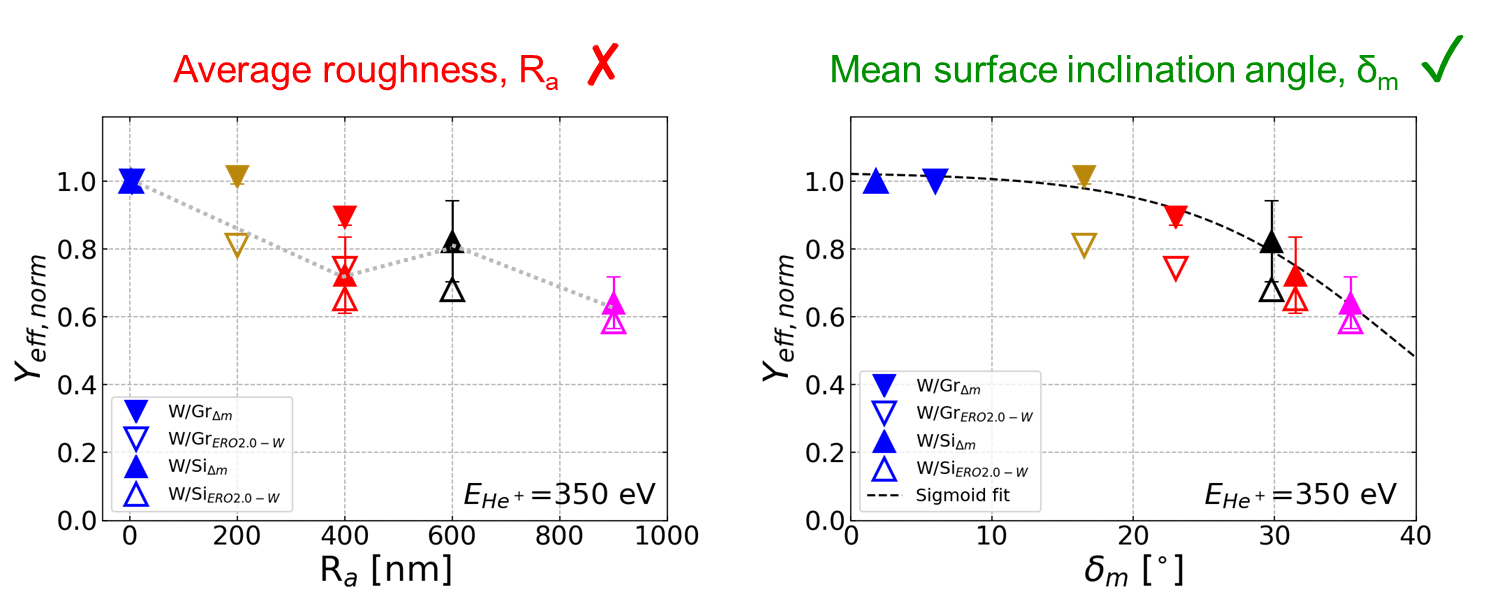 Average roughness, Ra ✗
Mean surface inclination angle, δm ✓
Yeff, norm
1.0
0.8
0.6
0.4
0.2
0.0
W/GrΔm
W/GrERO2.0−W
W/SiΔm
W/SiERO2.0−W
EHe+=350 eV
0 200 400 600 800 1000
Ra [nm]
Yeff, norm
1.0
0.8
0.6
0.4
0.2
0.0
W/GrΔm
W/GrERO2.0−W
W/SiΔm
W/SiERO2.0−W
Sigmoid fit
EHe+=350 eV
0 10 20 30 40
δm [°]